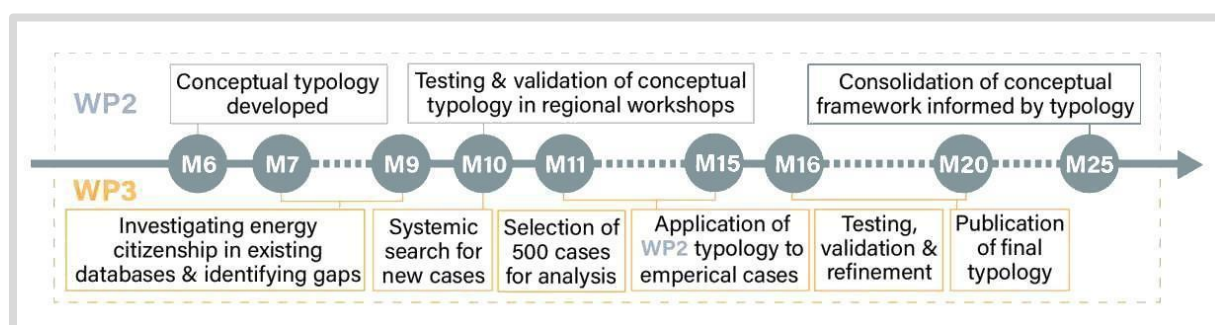 WP2
Conceptual typology
developed
Testing & validation of conceptual
typology in regional workshops
Consolidation of conceptual
framework informed by typology
M6 M7 M9 M10 M11 M15 M16 M20 M25
WP3
Investigating energy
citizenship in existing
databases & identifying gaps
Systemic
search for
new cases
Selection of
500 cases
for analysis
Application of
WP2 typology to
emperical cases
Testing,
validation &
refinement
Publication
of final
typology